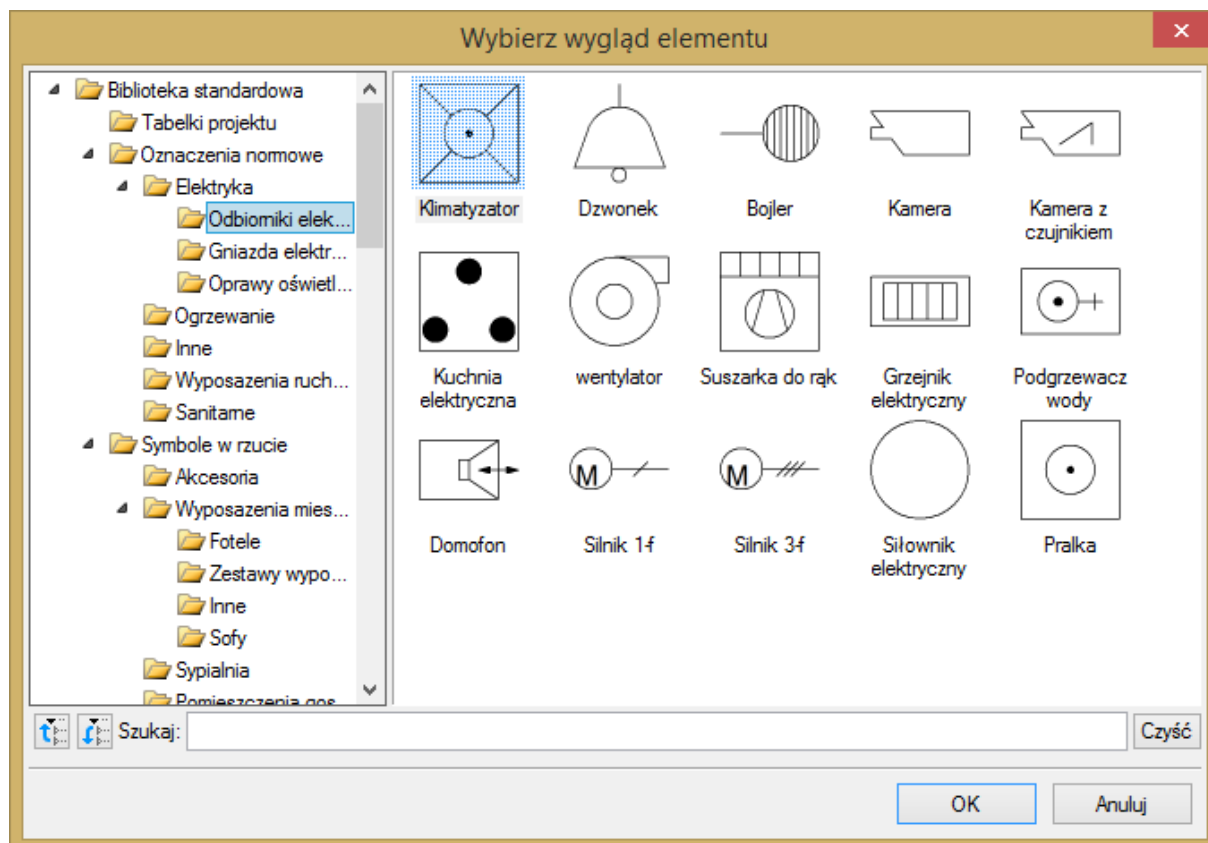 Wybierz wygląd elementu
Biblioteka standardowa
Tabelki projektu
Oznaczenia normowe
Elektryka
Odbiorniki elek...
Gniazda elektr...
Oprawy oświetl...
Ogrzewanie
Inne
Wyposazenia ruch...
Sanitarne
Symbole w rzucie
Akcesoria
Wyposazenia mies...
Fotele
Zestawy wypo...
Inne
Sofy
Sypialnia
Pomieszczenia gos
Klimatyzator
Dzwonek
Bojler
Kamera
Kamera z
czujnikiem
Kuchnia
elektryczna
wentylator
Suszarka do rąk
Grzejnik
elektryczny
Podgrzewacz
wody
M
M
Domofon
Silnik 1-f
Silnik 3-f
Siłownik
elektryczny
Pralka
Szukaj:
Czyść
OK
Anuluj